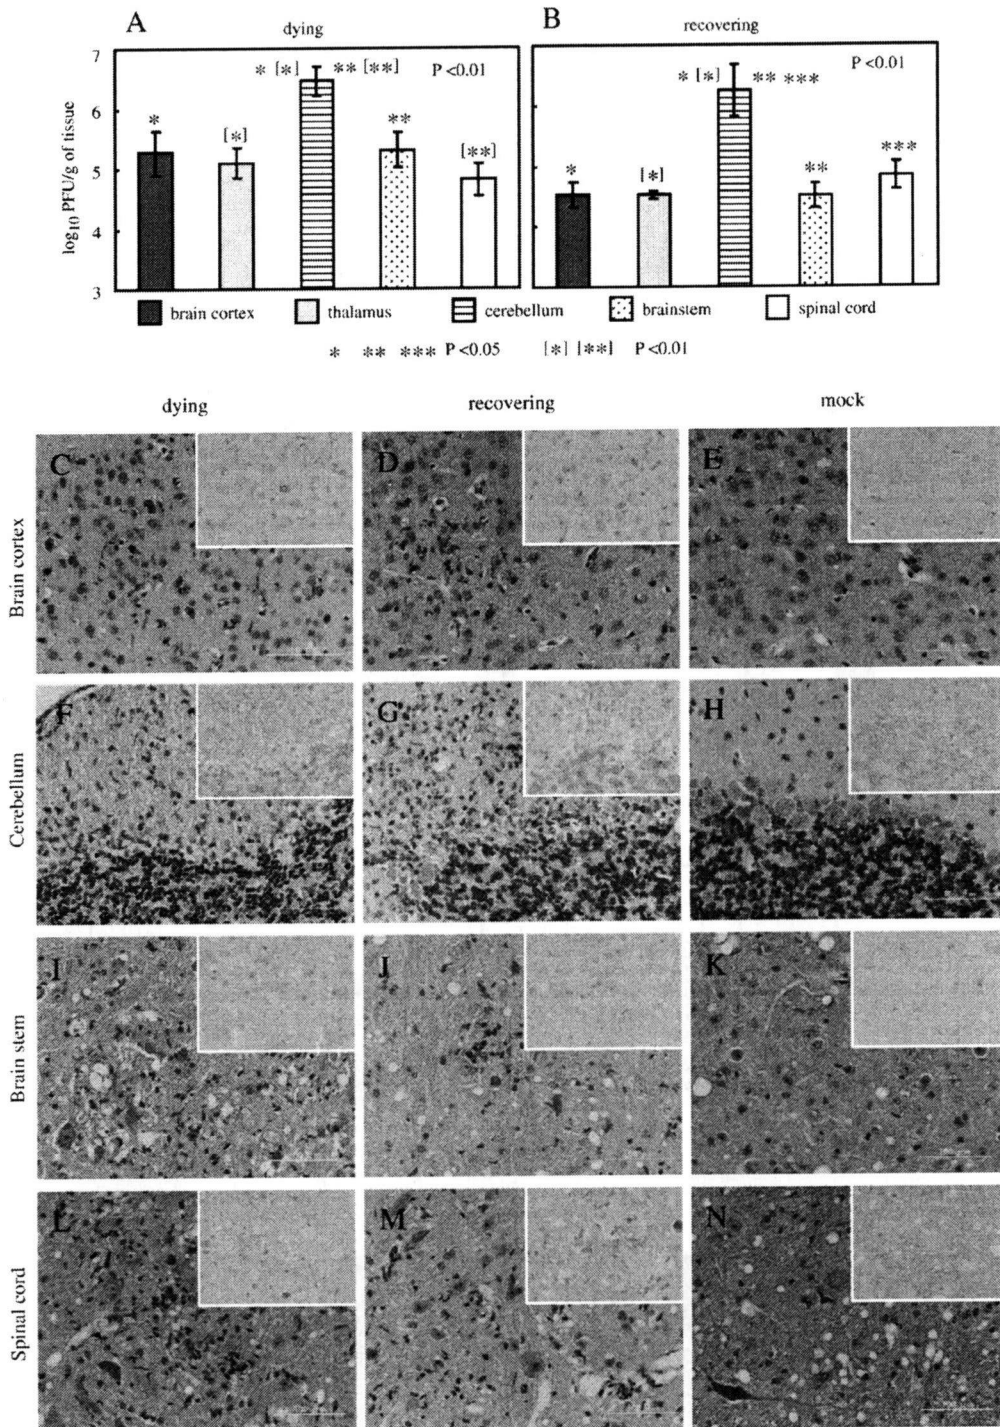 A
dying
B
recovering
7
6
5
4
3
log10 PFU/g of tissue
* [*] ** [**] P <0.01
*
[*]
**
[**]
* [*] ** *** P <0.01
*
[*]
**
***
brain cortex thalamus cerebellum brainstem spinal cord
* ** *** P <0.05 [*] [**] P <0.01
dying recovering mock
Brain cortex
C D E
Cerebellum
F G H
Brain stem
I J K
Spinal cord
L M N